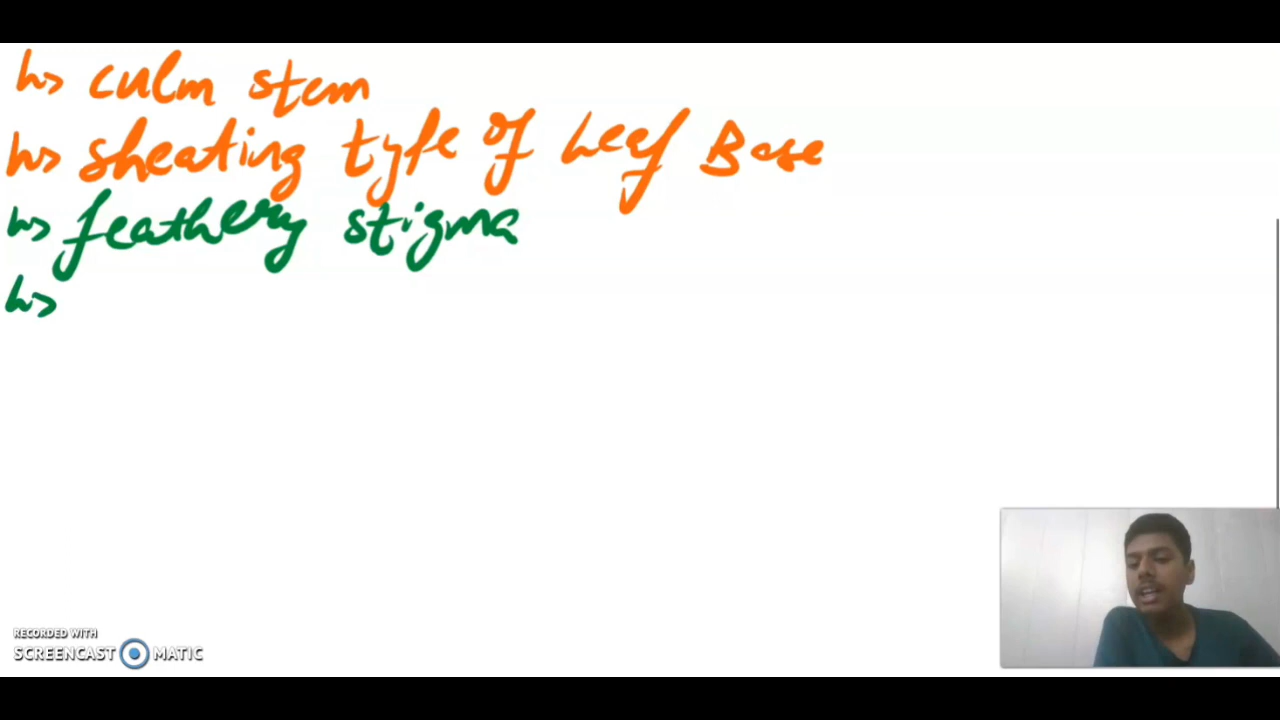 ↳ culm stem
↳ sheating type of Leaf Base
↳ feathery stigma
↳
RECORDED WITH
SCREENCAST MATIC